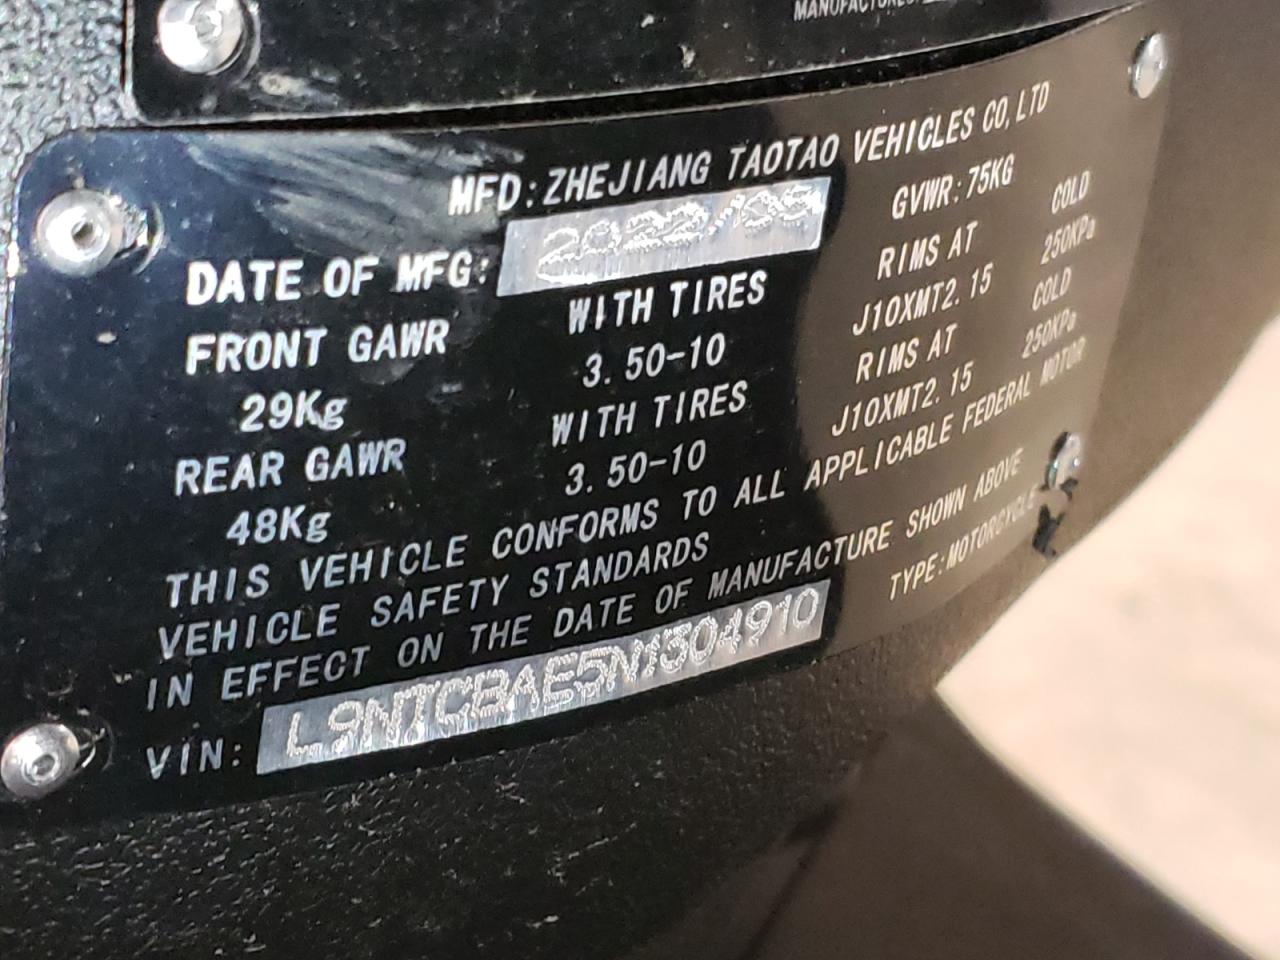 MFD:ZHEJIANG TAOTAO VEHICLES CO, LTD
DATE OF MFG: GVWR:75KG
FRONT GAWR WITH TIRES RIMS AT COLD
29Kg 3.50-10 J10XMT2.15 250KPa
REAR GAWR WITH TIRES RIMS AT COLD
48Kg 3.50-10 J10XMT2.15 250KPa
THIS VEHICLE CONFORMS TO ALL APPLICABLE FEDERAL MOTOR
VEHICLE SAFETY STANDARDS
IN EFFECT ON THE DATE OF MANUFACTURE SHOWN ABOVE
VIN: TYPE:MOTORCYCLE